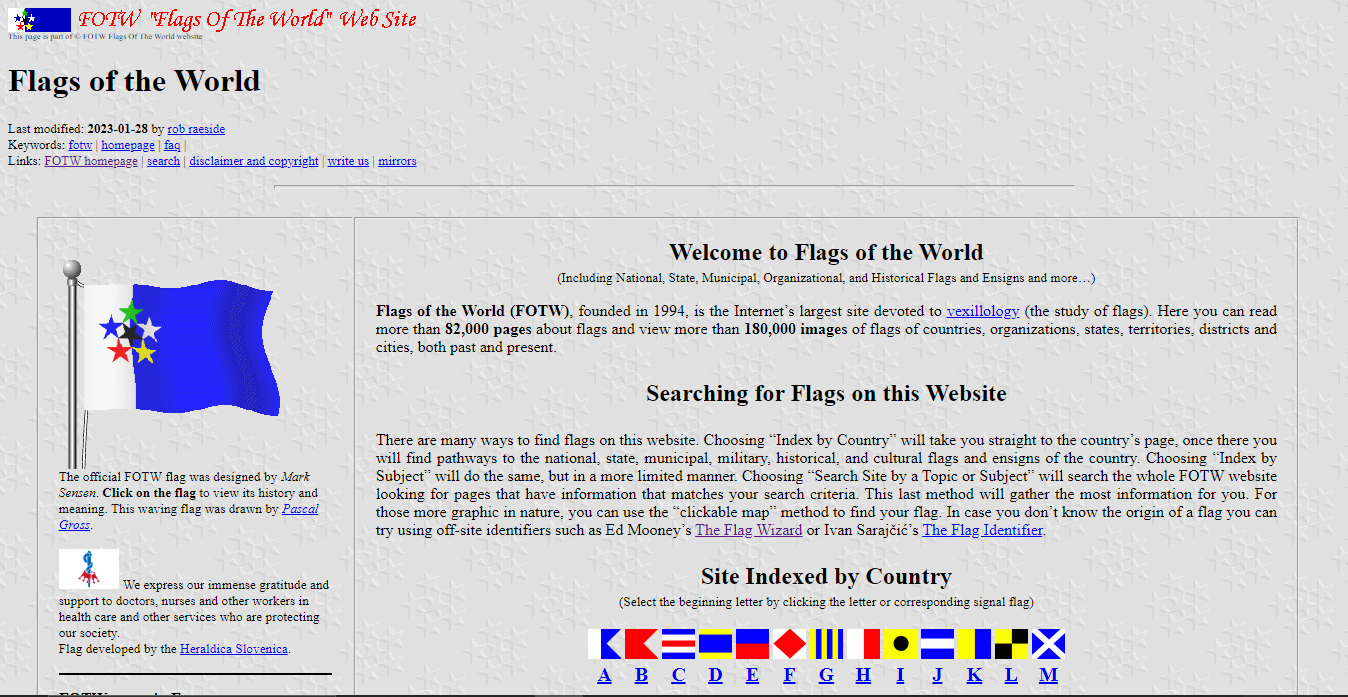 FOTW "Flags Of The World" Web Site
This page is part of © FOTW Flags Of The World website
Flags of the World
Last modified: 2023-01-28 by rob raeside
Keywords: fotw | homepage | faq |
Links: FOTW homepage | search | disclaimer and copyright | write us | mirrors
The official FOTW flag was designed by Mark
Sensen. Click on the flag to view its history and
meaning. This waving flag was drawn by Pascal
Gross.
We express our immense gratitude and
support to doctors, nurses and other workers in
health care and other services who are protecting
our society.
Flag developed by the Heraldica Slovenica.
Welcome to Flags of the World
(Including National, State, Municipal, Organizational, and Historical Flags and Ensigns and more…)
Flags of the World (FOTW), founded in 1994, is the Internet’s largest site devoted to vexillology (the study of flags). Here you can read
more than 82,000 pages about flags and view more than 180,000 images of flags of countries, organizations, states, territories, districts and
cities, both past and present.
Searching for Flags on this Website
There are many ways to find flags on this website. Choosing “Index by Country” will take you straight to the country’s page, once there you
will find pathways to the national, state, municipal, military, historical, and cultural flags and ensigns of the country. Choosing “Index by
Subject” will do the same, but in a more limited manner. Choosing “Search Site by a Topic or Subject” will search the whole FOTW website
looking for pages that have information that matches your search criteria. This last method will gather the most information for you. For
those more graphic in nature, you can use the “clickable map” method to find your flag. In case you don’t know the origin of a flag you can
try using off-site identifiers such as Ed Mooney’s The Flag Wizard or Ivan Sarajčić’s The Flag Identifier.
Site Indexed by Country
(Select the beginning letter by clicking the letter or corresponding signal flag)
A B C D E F G H I J K L M